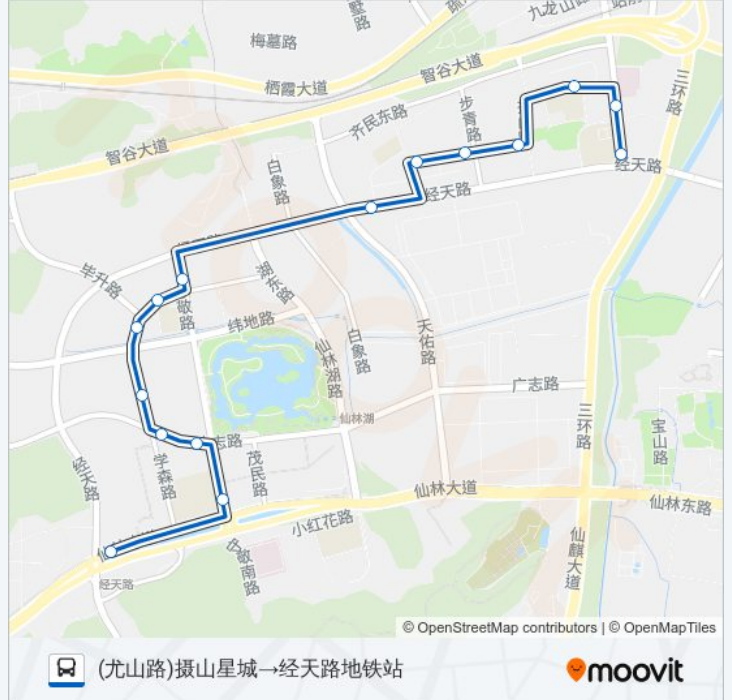 九龙山路
梅墓路
栖霞大道
智谷大道
三环路
步青路
齐民东路
智谷大道
白象路
经天路
经天路
毕升路
湖东路
敬路
纬地路
仙林湖路
白象路
天佑路
广志路
仙林湖
三环路
宝山路
志路
学森路
茂民路
经天路
仙林大道
仙林东路
小红花路
敬南路
仙麒大道
经天路
© OpenStreetMap contributors | © OpenMapTiles
(尤山路)摄山星城→经天路地铁站
moovit